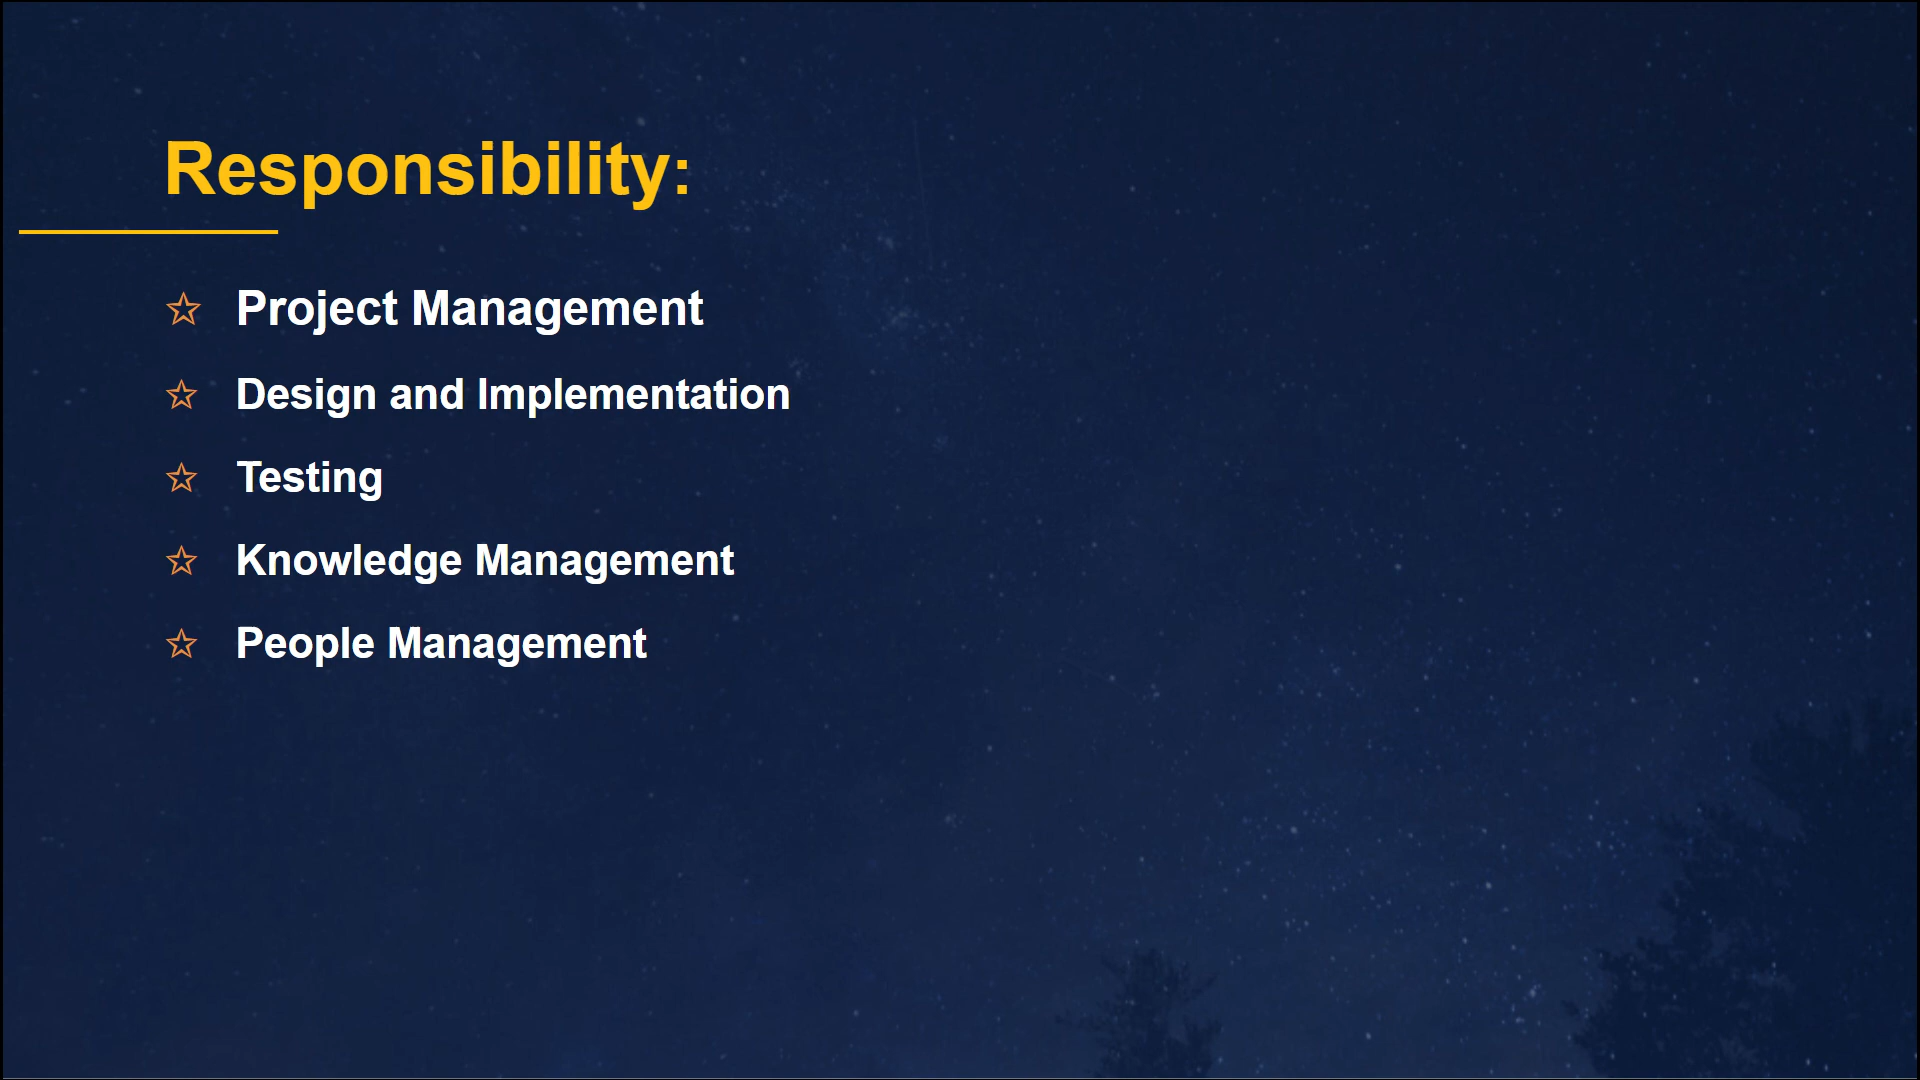 Responsibility:
☆ Project Management
☆ Design and Implementation
☆ Testing
☆ Knowledge Management
☆ People Management